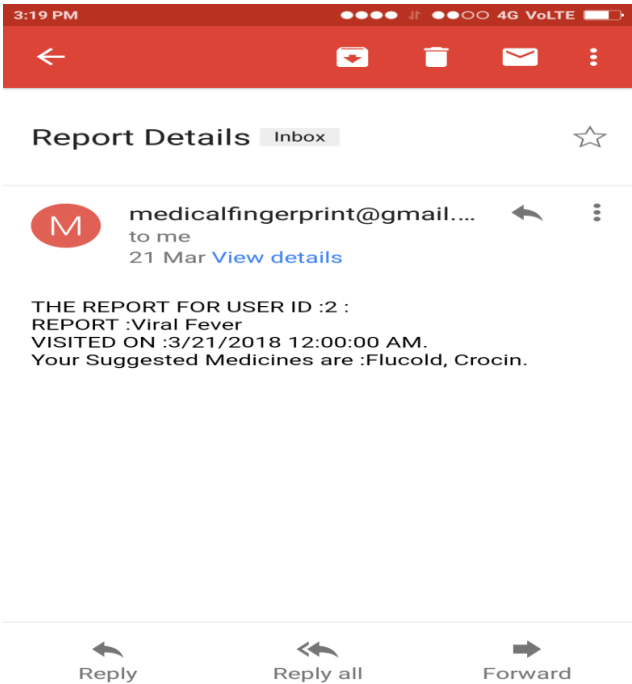 3:19 PM 4G VoLTE
Report Details Inbox
M
medicalfingerprint@gmail....
to me
21 Mar View details
THE REPORT FOR USER ID :2 :
REPORT :Viral Fever
VISITED ON :3/21/2018 12:00:00 AM.
Your Suggested Medicines are :Flucold, Crocin.
Reply Reply all Forward